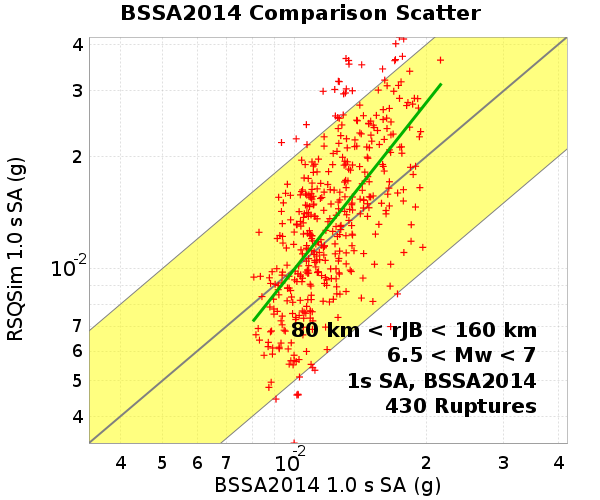 BSSA2014 Comparison Scatter
RSQSim 1.0 s SA (g)
4
3
2
10-2
7
6
5
4
80 km < rJB < 160 km
6.5 < Mw < 7
1s SA, BSSA2014
430 Ruptures
4 5 6 7 10-2 2 3 4
BSSA2014 1.0 s SA (g)